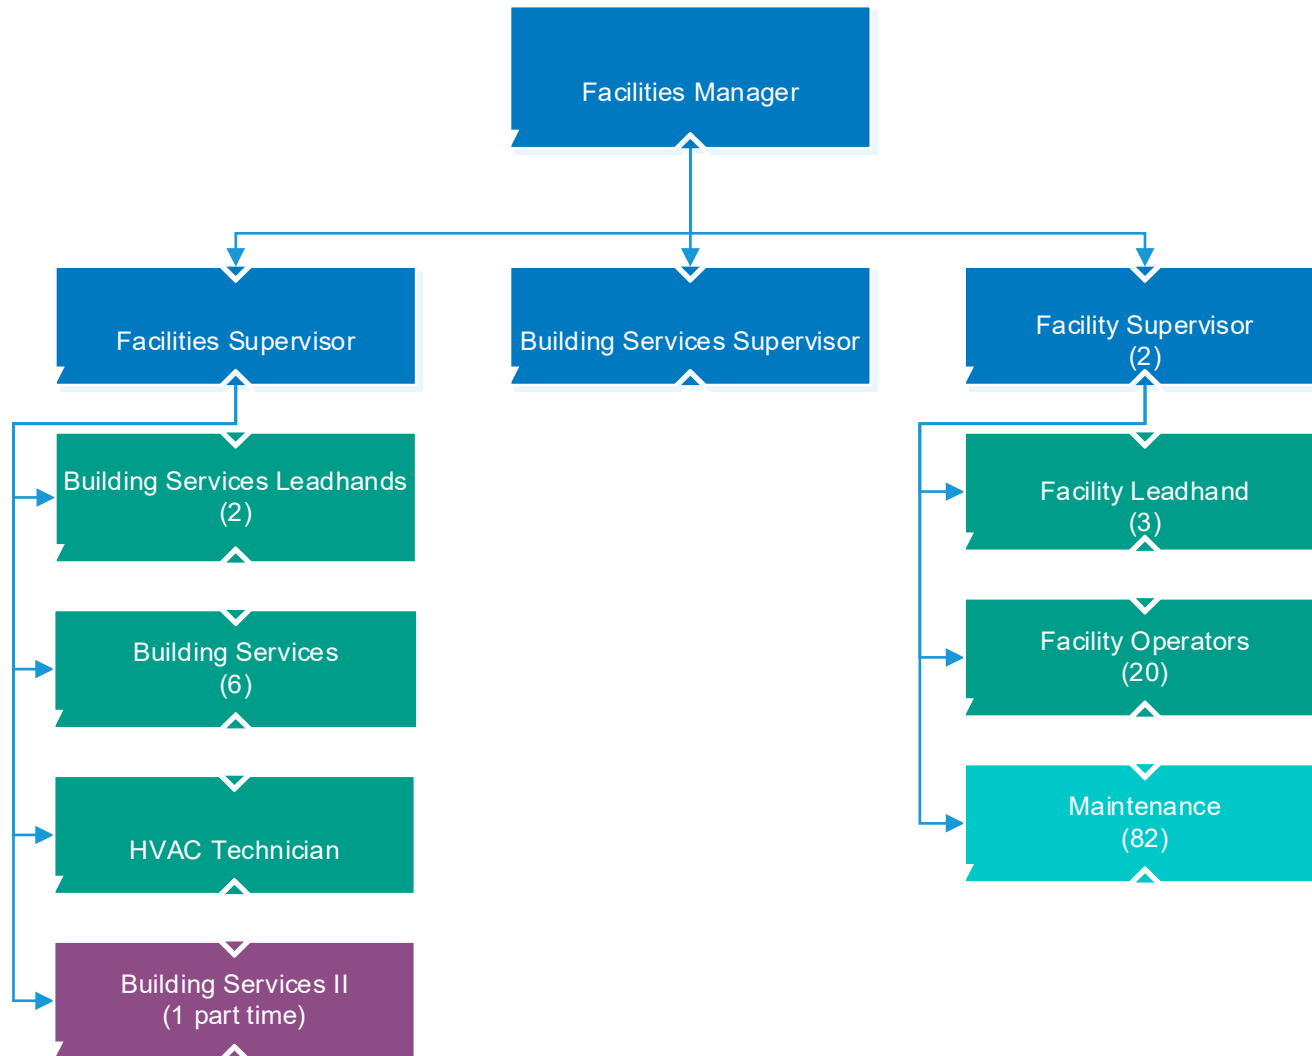 Facilities Manager
Facilities Supervisor
Building Services Supervisor
Facility Supervisor
(2)
Building Services Leadhands
(2)
Building Services
(6)
HVAC Technician
Building Services II
(1 part time)
Facility Leadhand
(3)
Facility Operators
(20)
Maintenance
(82)